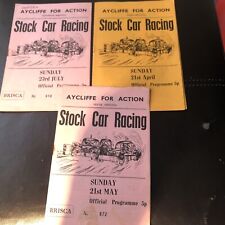 AYCLIFFE FOR ACTION
Stock Car Racing
SUNDAY
23rd JULY
Official Programme 5p
BRISCA
AYCLIFFE FOR ACTION
Stock Car Racing
SUNDAY
21st April
Official Programme 5p
AYCLIFFE FOR ACTION
Stock Car Racing
SUNDAY
21st MAY
Official Programme 5p
BRISCA № 872